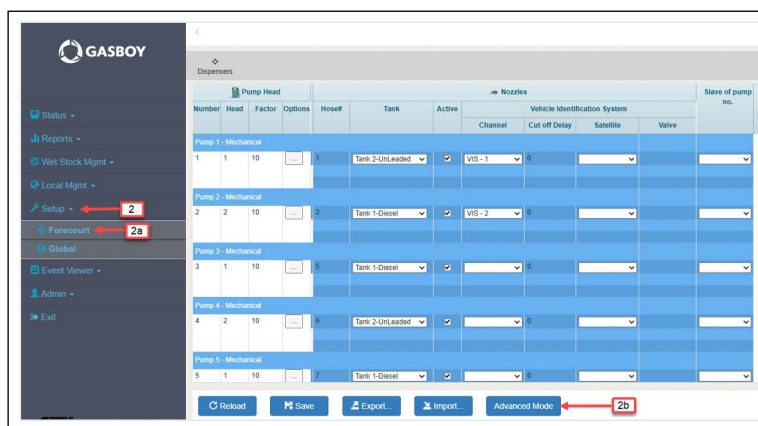 GASBOY
Status
Reports
Wet Stock Mgmt
Local Mgmt
Setup
2
Forecourt
2a
Global
Event Viewer
Admin
Exit
<
Dispensers
Pump Head
Nozzles
Slave of pump no.
Number Head Factor Options Hose# Tank Active Vehicle Identification System
Channel Cut off Delay Satellite Valve
Pump 1 - Mechanical
1 1 10 ... 1 Tank 2-UnLeaded VIS - 1 0
Pump 2 - Mechanical
2 2 10 ... 2 Tank 1-Diesel VIS - 2 0
Pump 3 - Mechanical
3 1 10 ... 5 Tank 1-Diesel 0
Pump 4 - Mechanical
4 2 10 ... 6 Tank 2-UnLeaded 0
Pump 5 - Mechanical
5 1 10 ... 7 Tank 1-Diesel 0
Reload Save Export... Import... Advanced Mode 2b